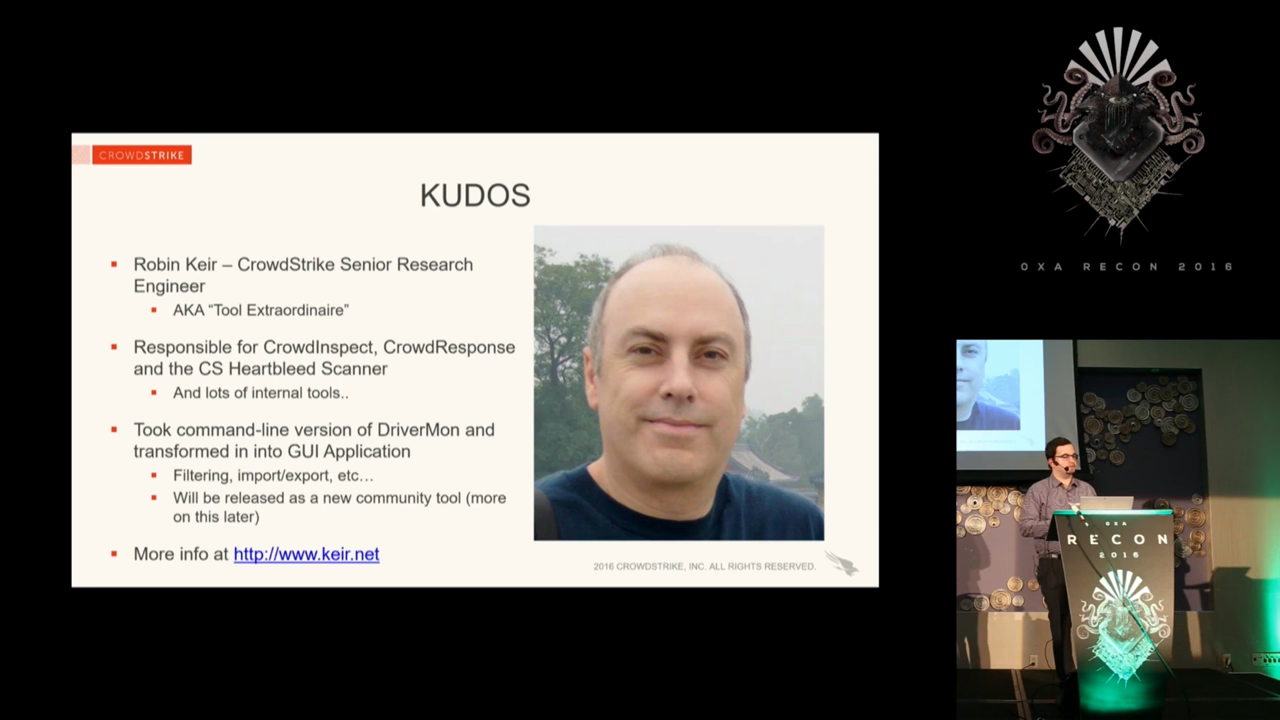 CROWDSTRIKE
KUDOS
Robin Keir – CrowdStrike Senior Research
Engineer
AKA “Tool Extraordinaire”
Responsible for CrowdInspect, CrowdResponse
and the CS Heartbleed Scanner
And lots of internal tools..
Took command-line version of DriverMon and
transformed in into GUI Application
Filtering, import/export, etc…
Will be released as a new community tool (more
on this later)
More info at http://www.keir.net
2016 CROWDSTRIKE, INC. ALL RIGHTS RESERVED.
0XA RECON 2016
0XA
RECON
2016